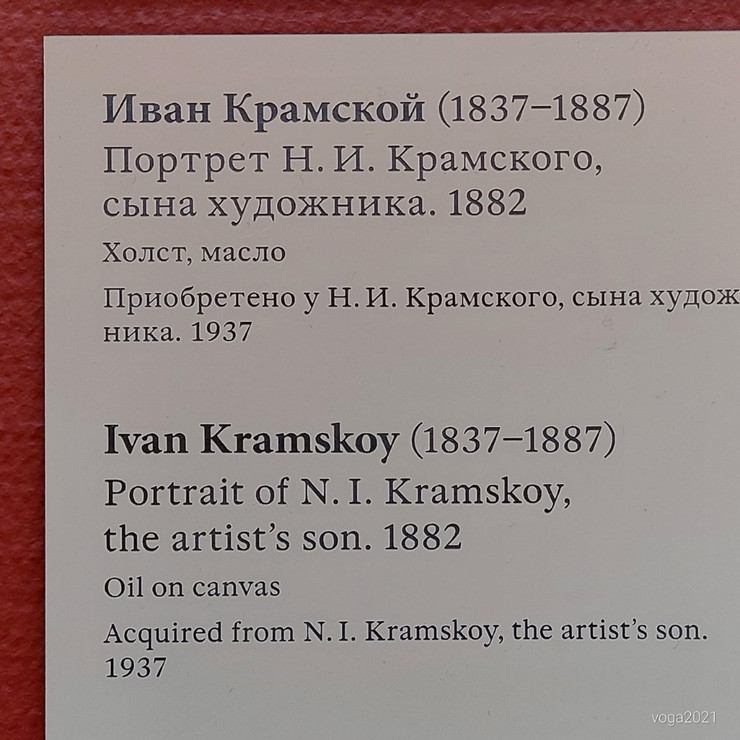 Иван Крамской (1837–1887)
Портрет Н. И. Крамского,
сына художника. 1882
Холст, масло
Приобретено у Н. И. Крамского, сына худож
ника. 1937
Ivan Kramskoy (1837–1887)
Portrait of N. I. Kramskoy,
the artist’s son. 1882
Oil on canvas
Acquired from N. I. Kramskoy, the artist’s son.
1937
voga2021